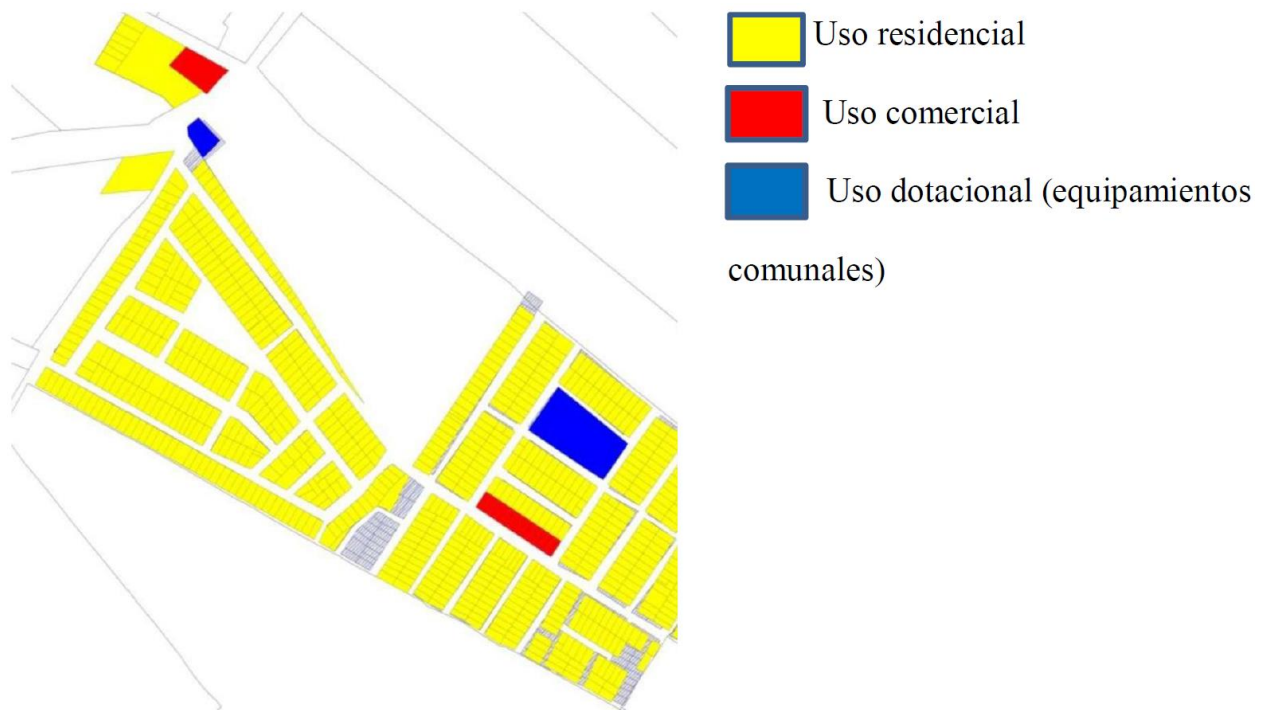 Uso residencial
Uso comercial
Uso dotacional (equipamientos
comunales)